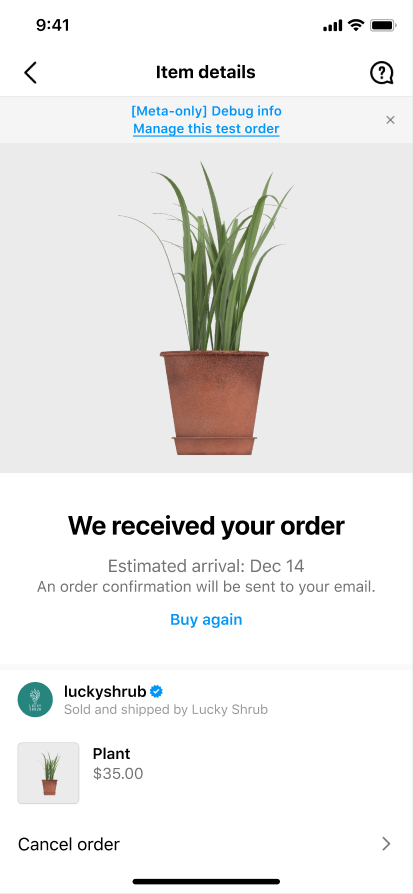 9:41
Item details
[Meta-only] Debug info
Manage this test order
We received your order
Estimated arrival: Dec 14
An order confirmation will be sent to your email.
Buy again
luckyshrub
Sold and shipped by Lucky Shrub
LUCKY
SHRUB
Plant
$35.00
Cancel order